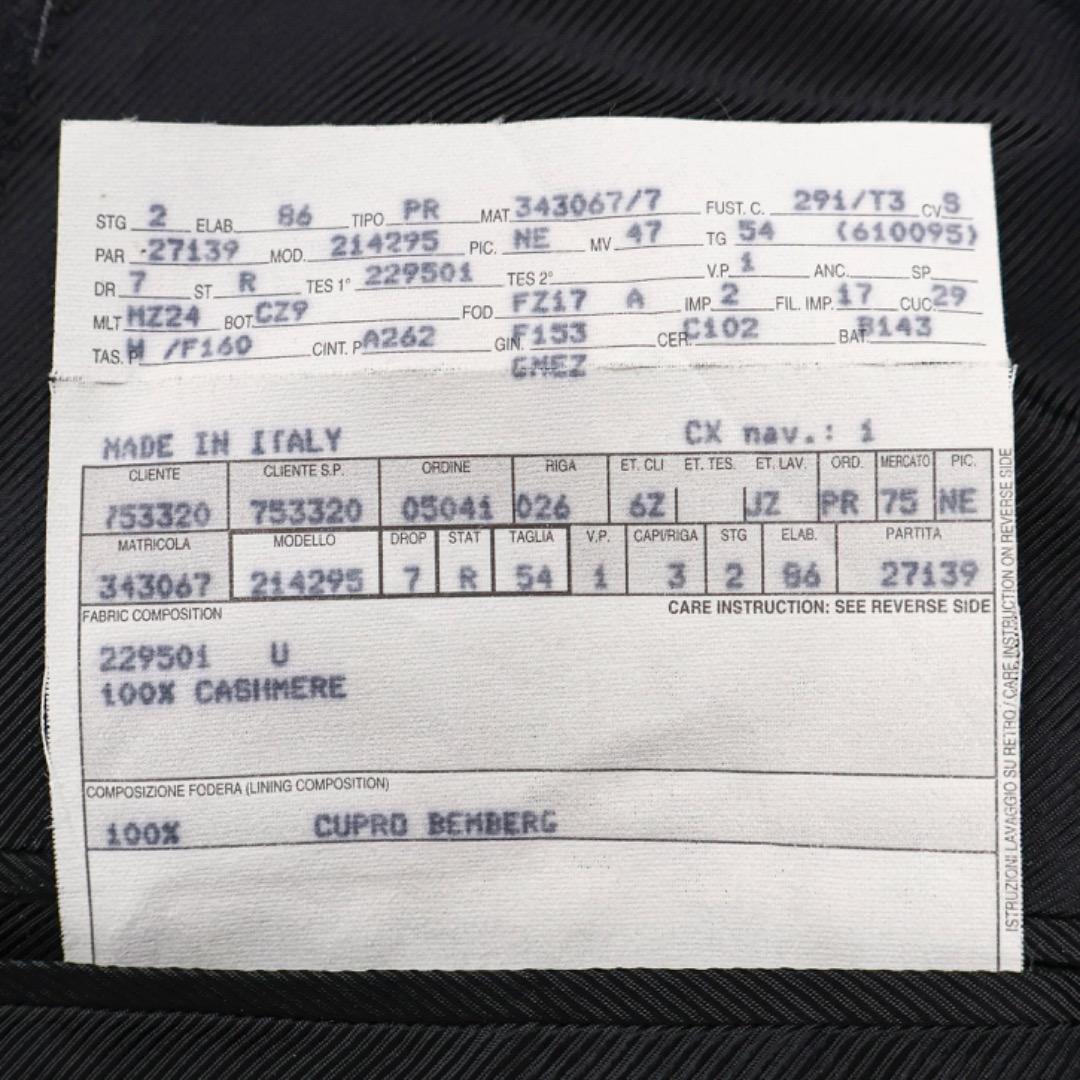 STG 2 ELAB 86 TIPO PR MAT 343067/7 FUST. C. 291/T3 CV S
PAR -27139 MOD. 214295 PIC. NE MV 47 TG 54 (610095)
DR 7 ST R TES 1° 229501 TES 2° V.P. 1 ANC. SP
MLT MZ24 BOT CZ9 FOD FZ17 A IMP 2 FIL. IMP. 17 CUC 29
TAS. P M /F160 CINT. P A262 GIN. F153 CER. C102 BAT. B143
GMEZ
MADE IN ITALY CX nav.: 1
CLIENTE CLIENTE S.P. ORDINE RIGA ET. CLI ET. TES. ET. LAV. ORD. MERCATO PIC.
753320 753320 05041 026 6Z JZ PR 75 NE
MATRICOLA MODELLO DROP STAT TAGLIA V.P. CAPI/RIGA STG ELAB. PARTITA
343067 214295 7 R 54 1 3 2 86 27139
FABRIC COMPOSITION CARE INSTRUCTION: SEE REVERSE SIDE
229501 U
100% CASHMERE
COMPOSIZIONE FODERA (LINING COMPOSITION)
100% CUPRO BEMBERG
ISTRUZIONI LAVAGGIO SU RETRO / CARE INSTRUCTION ON REVERSE SIDE